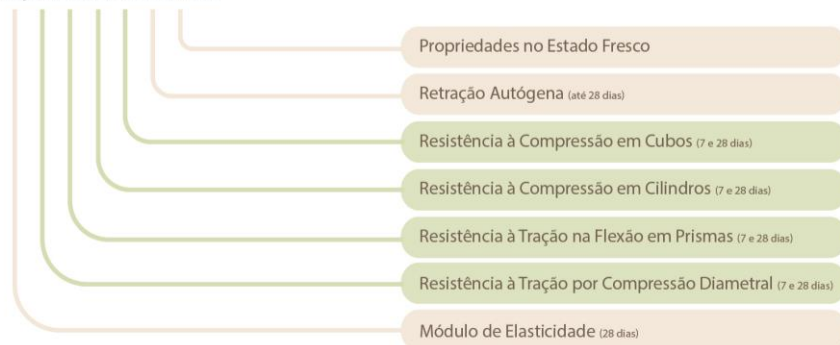 Propriedades no Estado Fresco
Retração Autógena (até 28 dias)
Resistência à Compressão em Cubos (7 e 28 dias)
Resistência à Compressão em Cilindros (7 e 28 dias)
Resistência à Tração na Flexão em Prismas (7 e 28 dias)
Resistência à Tração por Compressão Diametral (7 e 28 dias)
Módulo de Elasticidade (28 dias)